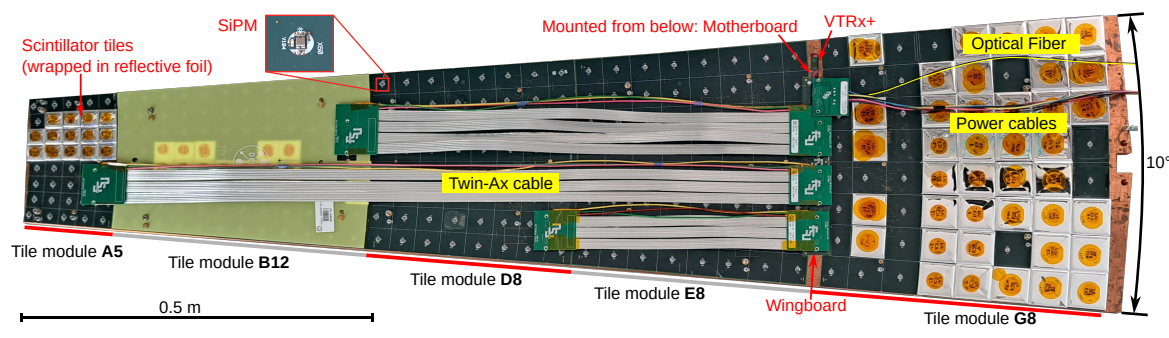 SiPM
Mounted from below: Motherboard
VTRx+
Scintillator tiles
(wrapped in reflective foil)
Optical Fiber
Power cables
10°
Twin-Ax cable
Tile module A5
Tile module B12
Tile module D8
Tile module E8
Wingboard
Tile module G8
0.5 m